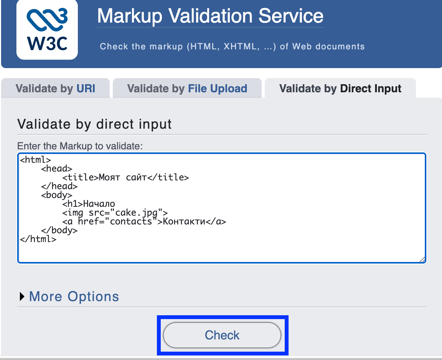 W3C
Markup Validation Service
Check the markup (HTML, XHTML, ...) of Web documents
Validate by URI
Validate by File Upload
Validate by Direct Input
Validate by direct input
Enter the Markup to validate:
<html>
    <head>
        <title>Моят сайт</title>
    </head>
    <body>
        <h1>Начало
        <img src="cake.jpg">
        <a href="contacts">Контакти</a>
    </body>
</html>
More Options
Check